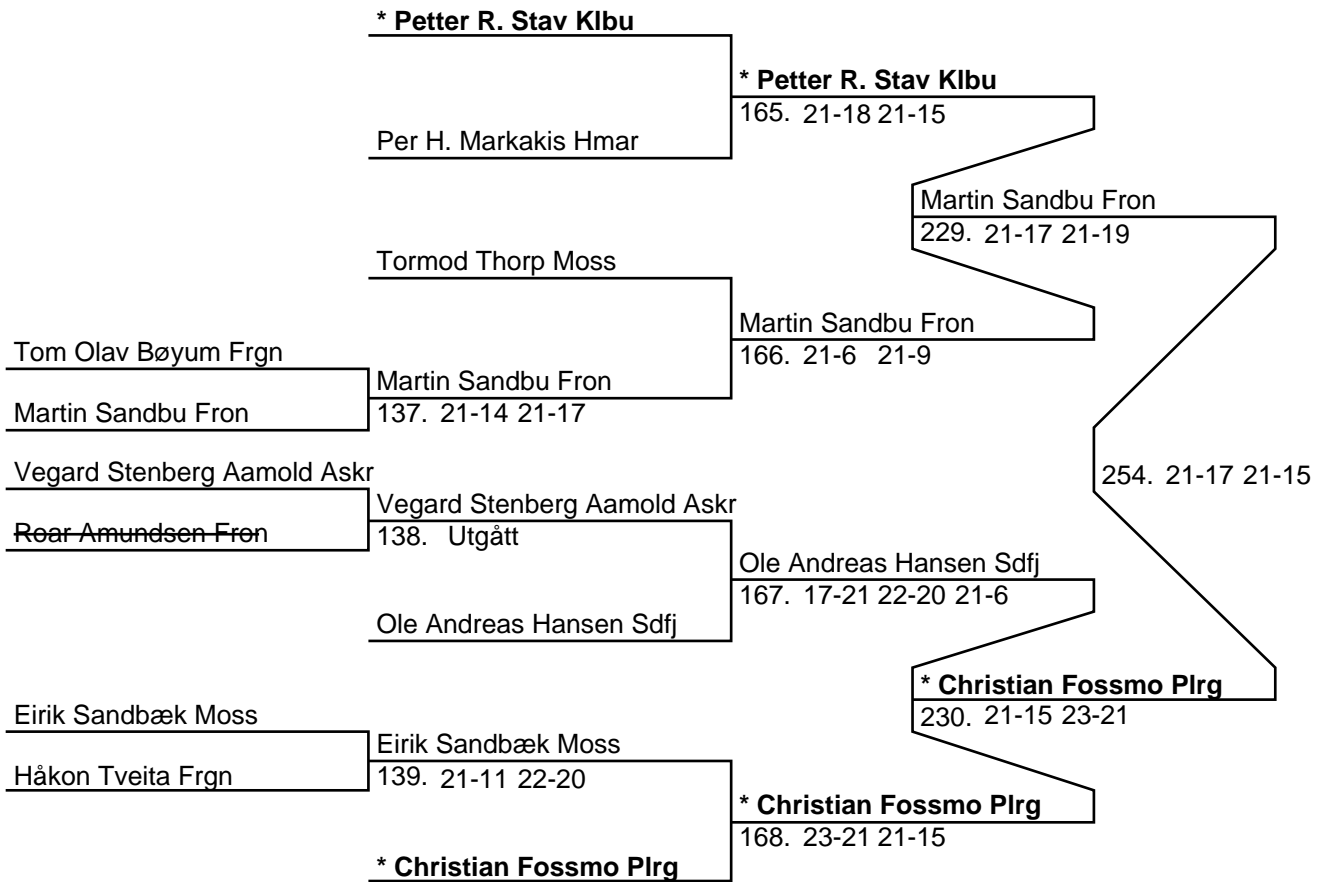 * Petter R. Stav Klbu
* Petter R. Stav Klbu
165. 21-18 21-15
Per H. Markakis Hmar
Martin Sandbu Fron
229. 21-17 21-19
Tormod Thorp Moss
Martin Sandbu Fron
166. 21-6 21-9
Tom Olav Bøyum Frgn
Martin Sandbu Fron
137. 21-14 21-17
Martin Sandbu Fron
Vegard Stenberg Aamold Askr
254. 21-17 21-15
Vegard Stenberg Aamold Askr
138. Utgått
Roar Amundsen Fron
Ole Andreas Hansen Sdfj
167. 17-21 22-20 21-6
Ole Andreas Hansen Sdfj
* Christian Fossmo Plrg
230. 21-15 23-21
Eirik Sandbæk Moss
Eirik Sandbæk Moss
139. 21-11 22-20
Håkon Tveita Frgn
* Christian Fossmo Plrg
168. 23-21 21-15
* Christian Fossmo Plrg